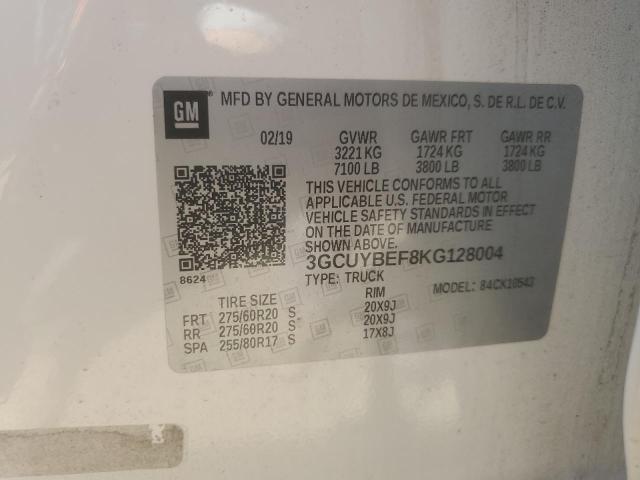 GM MFD BY GENERAL MOTORS DE MEXICO, S. DE R.L. DE C.V.
02/19 GVWR GAWR FRT GAWR RR
3221 KG 1724 KG 1724 KG
7100 LB 3800 LB 3800 LB
THIS VEHICLE CONFORMS TO ALL
APPLICABLE U.S. FEDERAL MOTOR
VEHICLE SAFETY STANDARDS IN EFFECT
ON THE DATE OF MANUFACTURE
SHOWN ABOVE.
8624 3GCUYBEF8KG128004
TYPE: TRUCK MODEL: 84CK10543
TIRE SIZE RIM
FRT 275/60R20 S 20X9J
RR 275/60R20 S 20X9J
SPA 255/80R17 S 17X8J